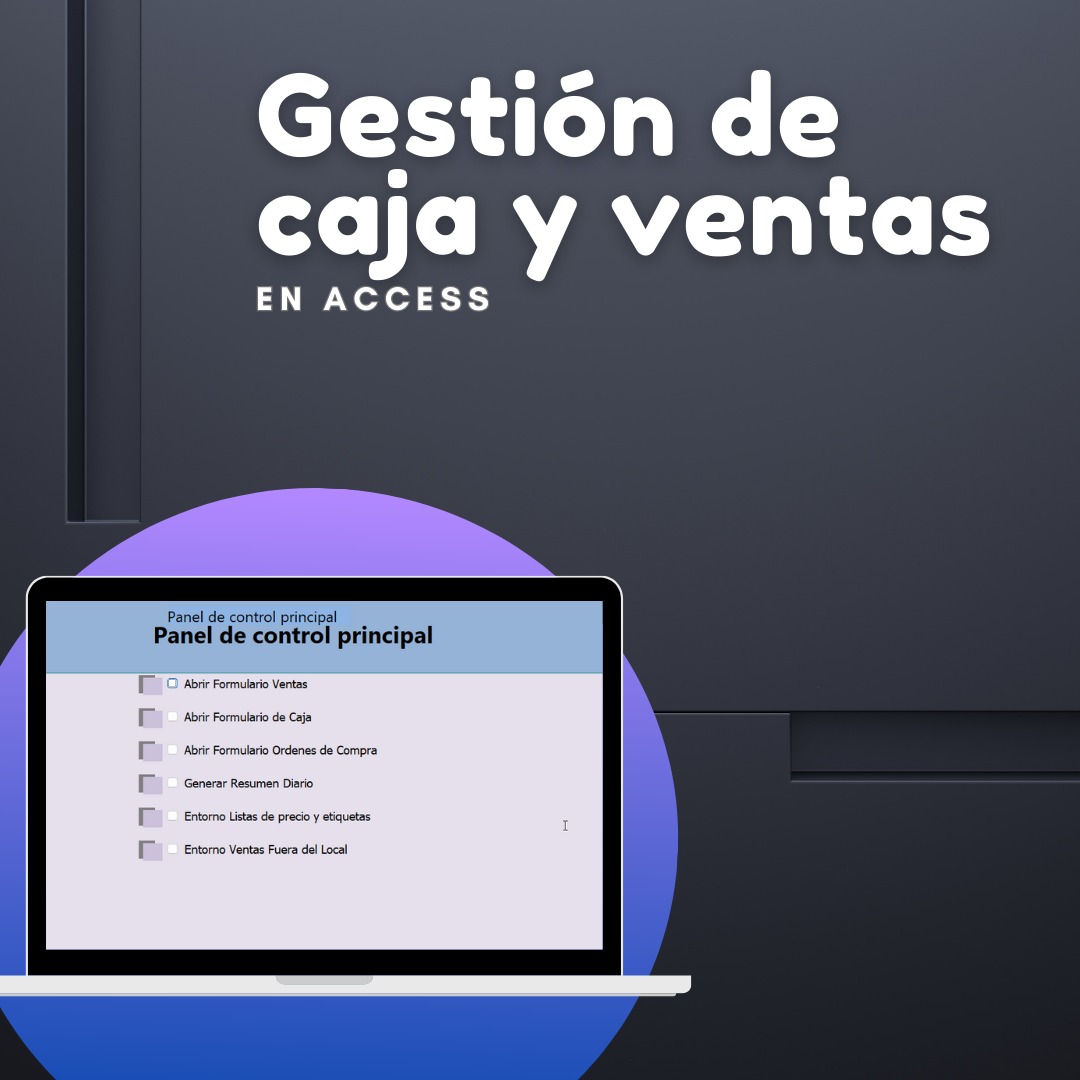 Gestión de
caja y ventas
EN ACCESS
Panel de control principal
Panel de control principal
Abrir Formulario Ventas
Abrir Formulario de Caja
Abrir Formulario Ordenes de Compra
Generar Resumen Diario
Entorno Listas de precio y etiquetas
Entorno Ventas Fuera del Local